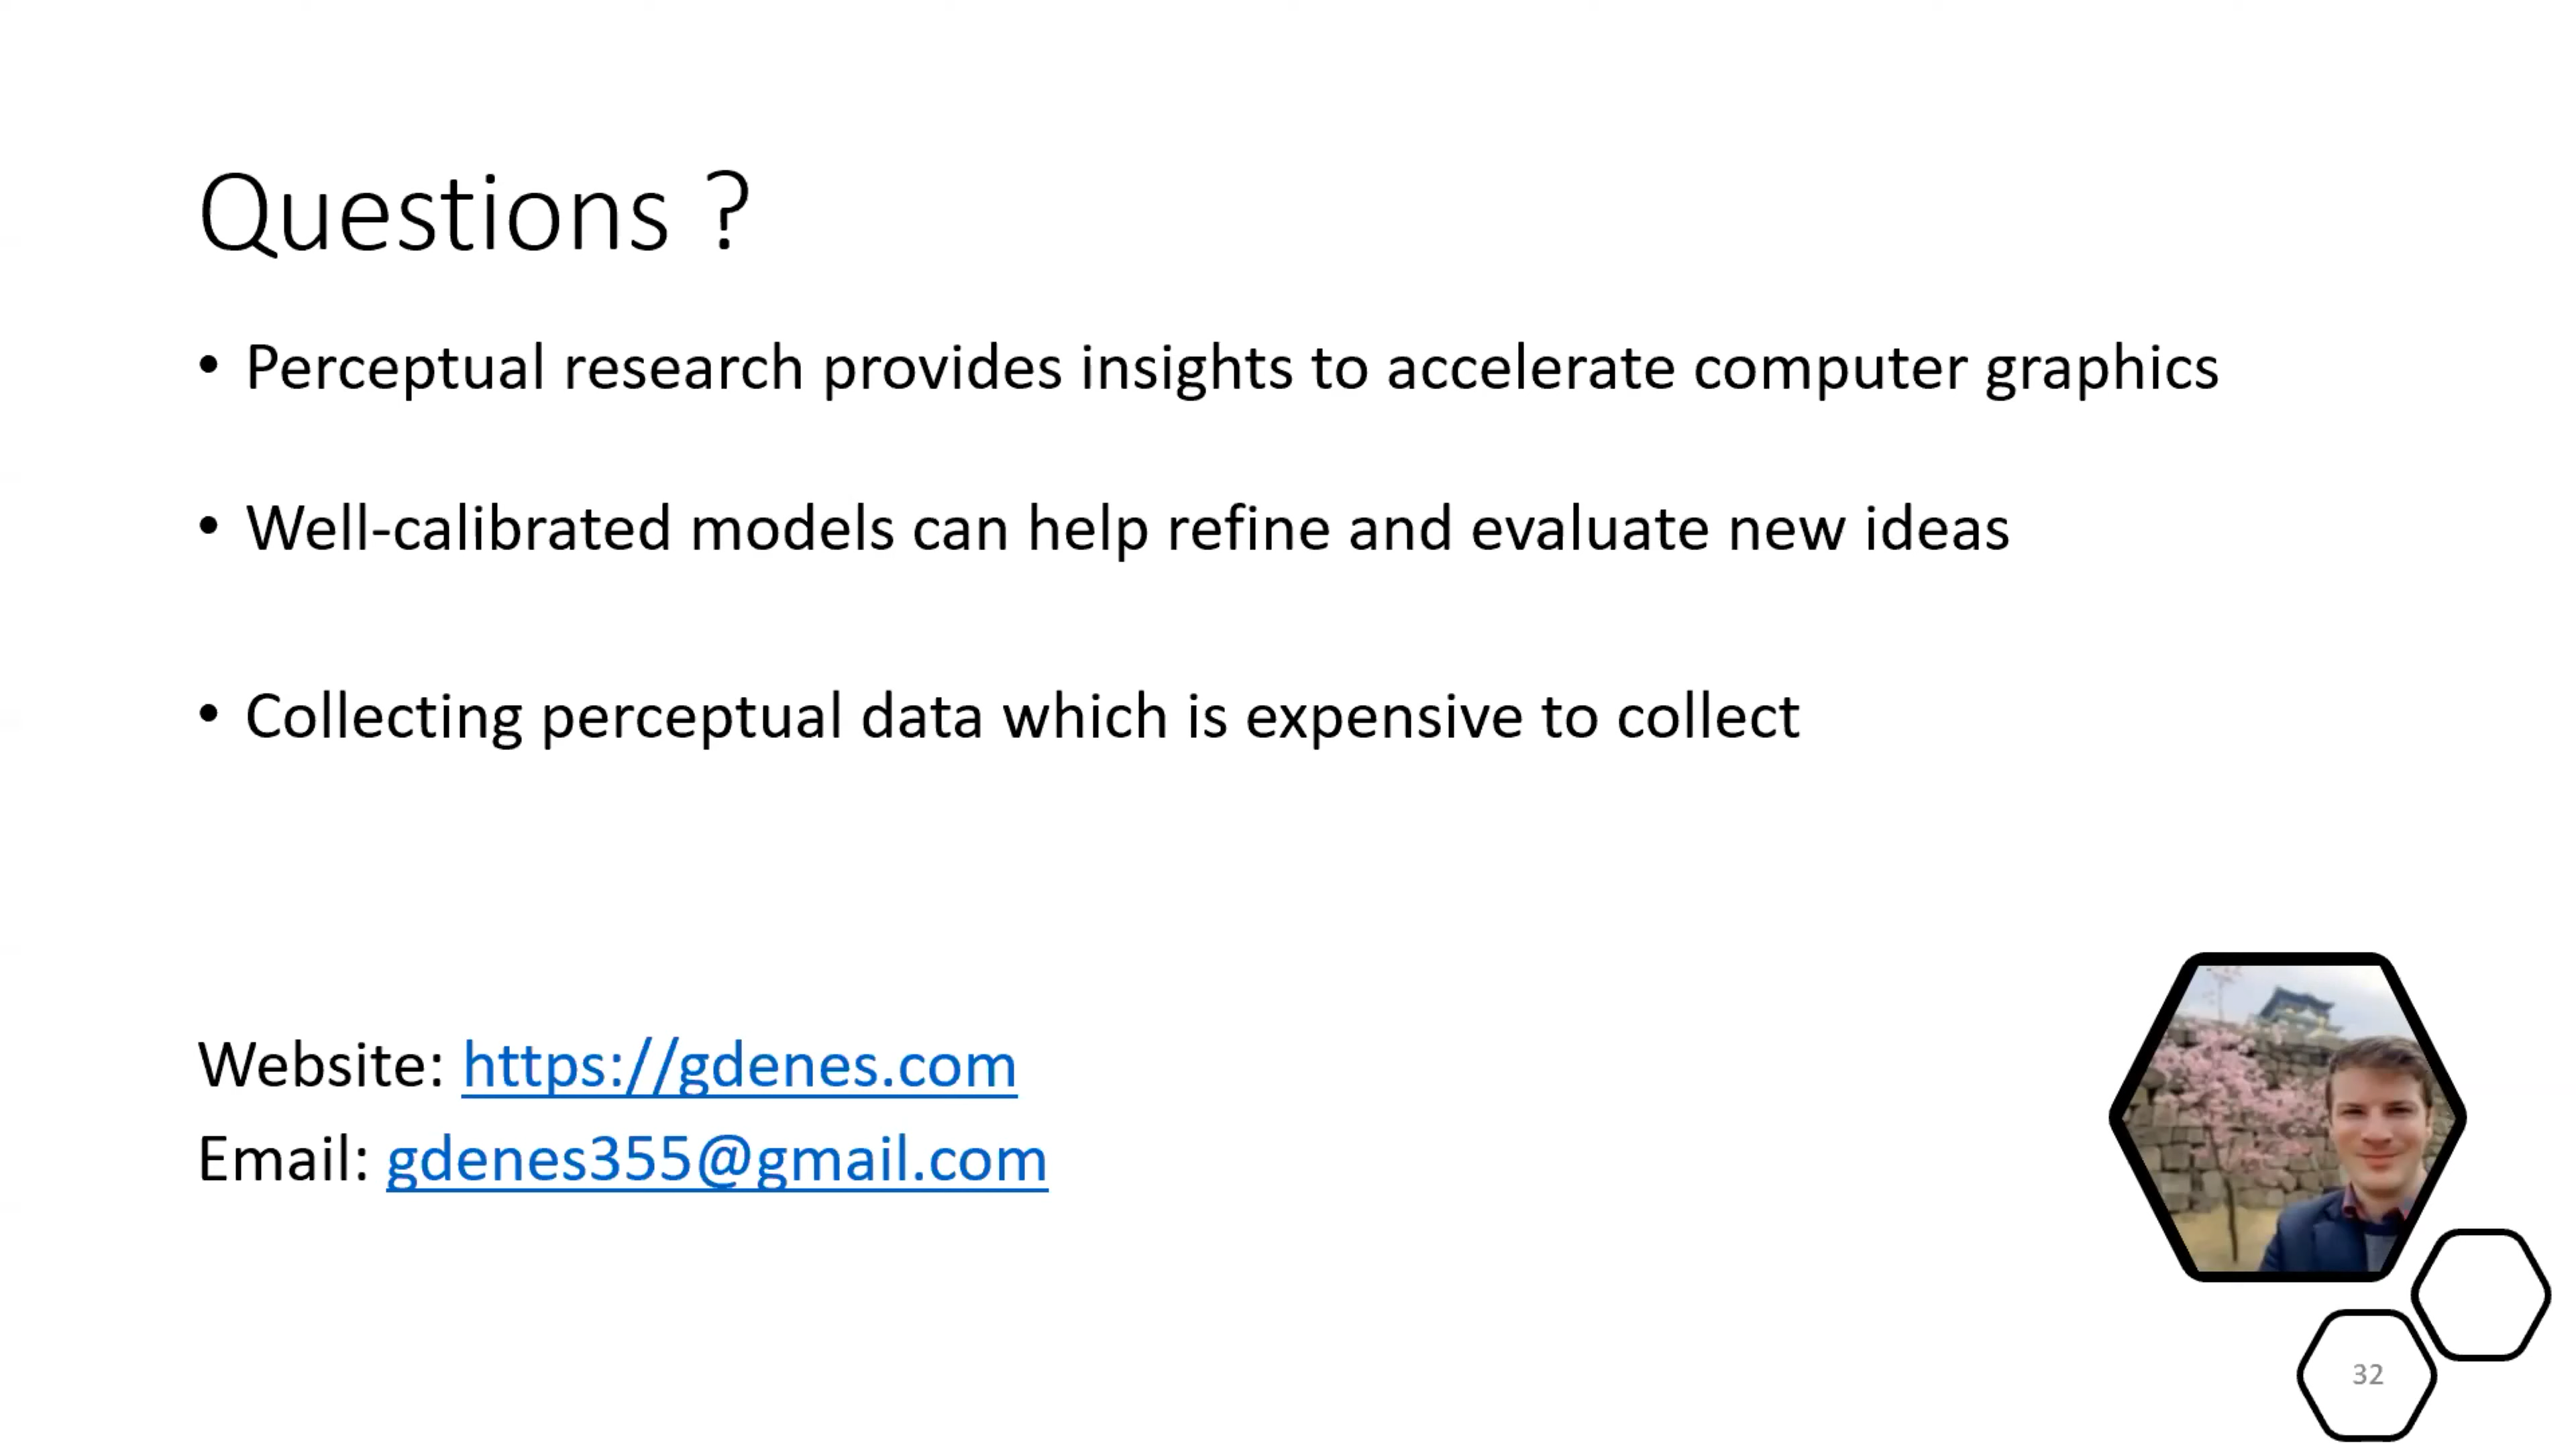 Questions ?
• Perceptual research provides insights to accelerate computer graphics
• Well-calibrated models can help refine and evaluate new ideas
• Collecting perceptual data which is expensive to collect
Website: https://gdenes.com
Email: gdenes355@gmail.com
32